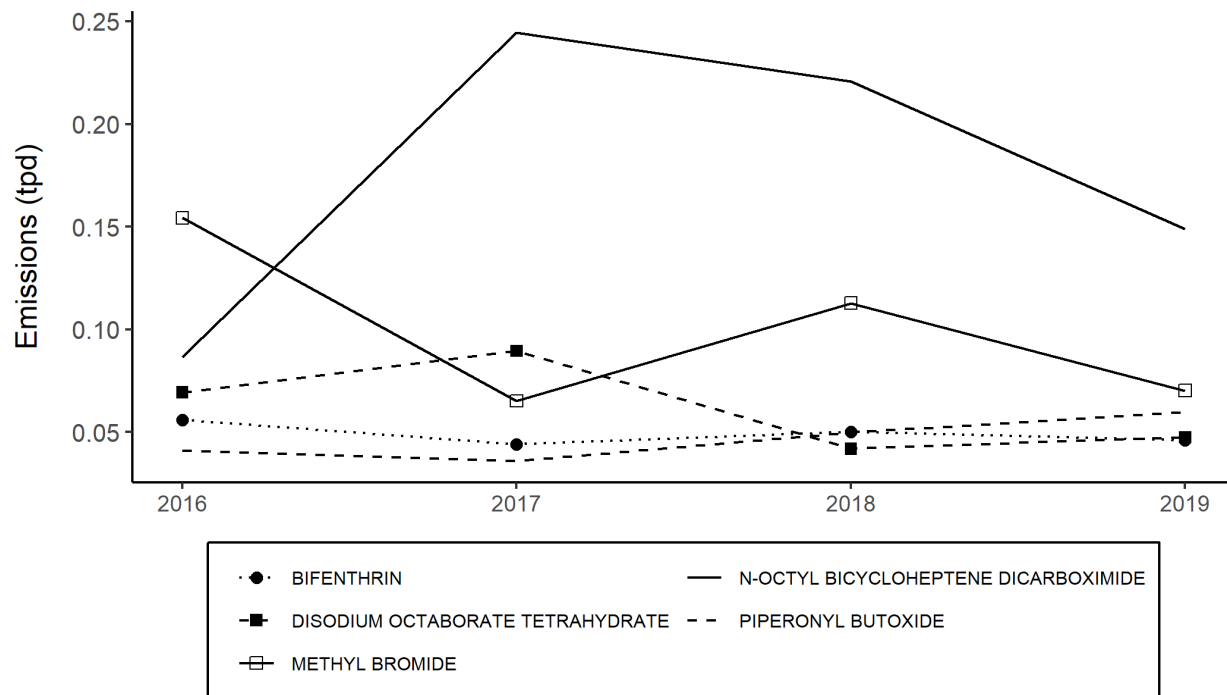 Emissions (tpd)
0.25
0.20
0.15
0.10
0.05
2016 2017 2018 2019
BIFENTHRIN N-OCTYL BICYCLOHEPTENE DICARBOXIMIDE
DISODIUM OCTABORATE TETRAHYDRATE PIPERONYL BUTOXIDE
METHYL BROMIDE